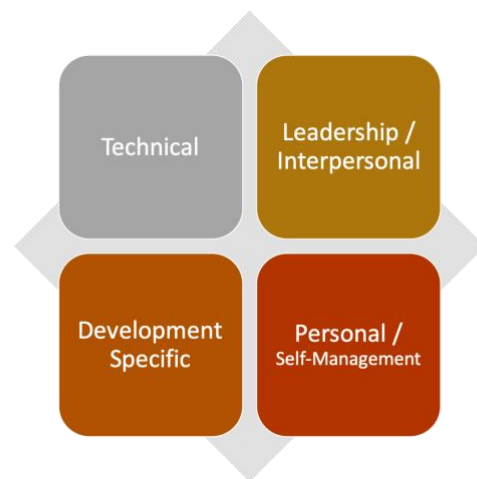 Technical
Leadership /
Interpersonal
Development
Specific
Personal /
Self-Management